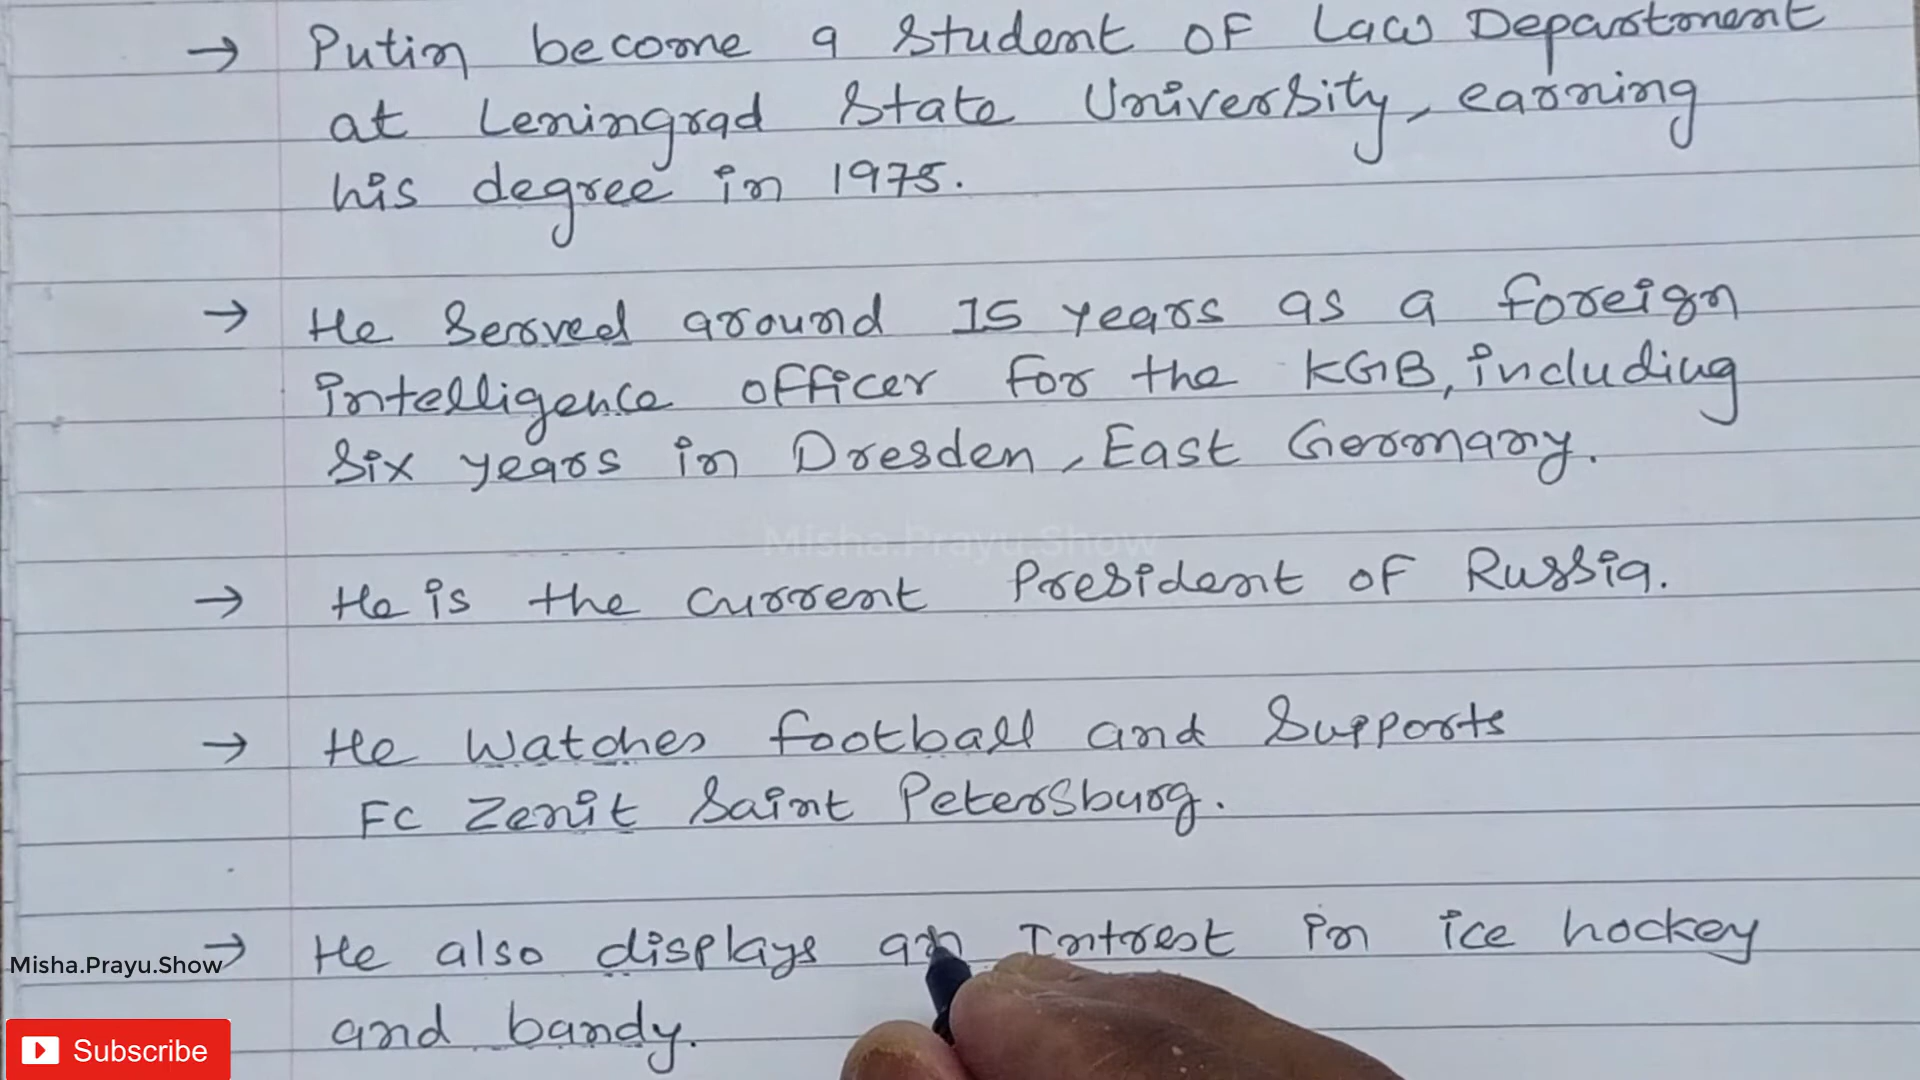 → Putin become a student of Law Department
at Leningrad State University, earning
his degree in 1975.
→ He Served around 15 years as a foreign
intelligence officer for the KGB, including
six years in Dresden, East Germany.
Misha.Prayu.Show
→ He is the current President of Russia.
→ He Watches football and Supports
FC Zenit Saint Petersburg.
→ He also displays an Intrest in ice hockey
Misha.Prayu.Show
and bandy.
Subscribe